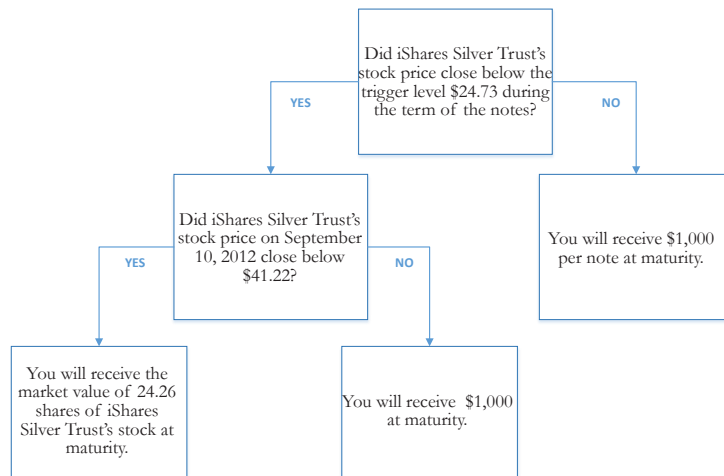 Did iShares Silver Trust's
stock price close below the
trigger level $24.73 during
the term of the notes?
YES
NO
Did iShares Silver Trust's
stock price on September
10, 2012 close below
$41.22?
You will receive $1,000
per note at maturity.
YES
NO
You will receive the
market value of 24.26
shares of iShares
Silver Trust's stock at
maturity.
You will receive $1,000
at maturity.